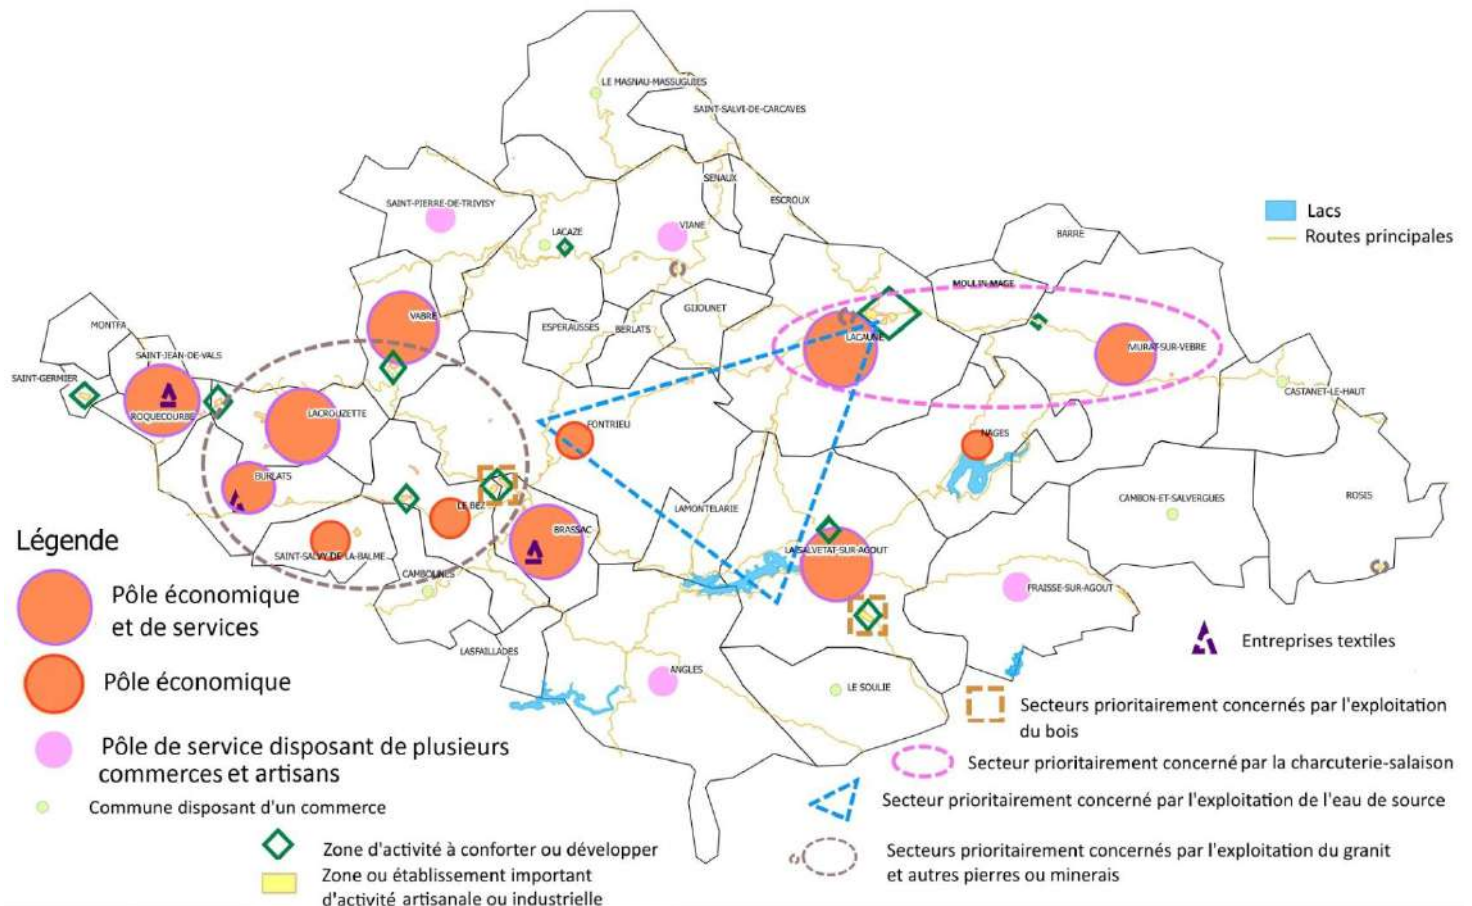 LE MASNAU-MASSUGUIES
SAINT-SALVI-DE-CARCAVES
SENAUX
ESCROUX
SAINT-PIERRE-DE-TRIVISY
LACAZE
VIANE
BARRE
Lacs
Routes principales
MOULIN-MAGE
MONTFA
VABRE
ESPERAUSSES
BERLATS
GIJOUNET
LACAUNE
MURAT-SUR-VEBRE
SAINT-JEAN-DE-VALS
SAINT-GERMIER
ROQUECOURBE
LACROUZETTE
FONTRIEU
NAGES
CASTANET-LE-HAUT
BURLATS
LE BEZ
LAMONTELARIE
CAMBON-ET-SALVERGUES
ROSIS
BRASSAC
LA SALVETAT-SUR-AGOUT
SAINT-SALVY-DE-LA-BALME
CAMBOUNES
FRAISSE-SUR-AGOUT
LASFAILLADES
ANGLES
LE SOULIE
Légende
Pôle économique
et de services
Pôle économique
Pôle de service disposant de plusieurs
commerces et artisans
Commune disposant d'un commerce
Zone d'activité à conforter ou développer
Zone ou établissement important
d'activité artisanale ou industrielle
Entreprises textiles
Secteurs prioritairement concernés par l'exploitation
du bois
Secteur prioritairement concerné par la charcuterie-salaison
Secteur prioritairement concerné par l'exploitation de l'eau de source
Secteurs prioritairement concernés par l'exploitation du granit
et autres pierres ou minerais